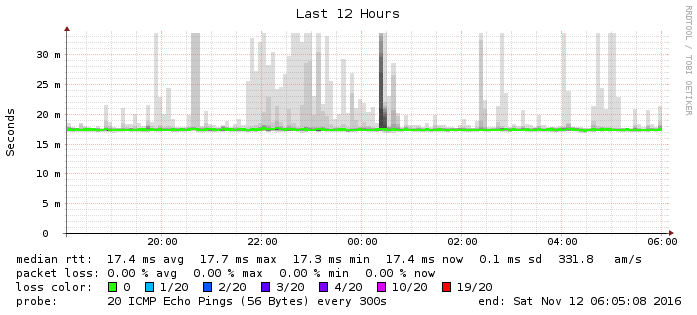 Last 12 Hours
RRDTOOL / TOBI OETIKER
Seconds
30 m
25 m
20 m
15 m
10 m
5 m
0
20:00 22:00 00:00 02:00 04:00 06:00
median rtt: 17.4 ms avg 17.7 ms max 17.3 ms min 17.4 ms now 0.1 ms sd 331.8 am/s
packet loss: 0.00 % avg 0.00 % max 0.00 % min 0.00 % now
loss color: 0 1/20 2/20 3/20 4/20 10/20 19/20
probe: 20 ICMP Echo Pings (56 Bytes) every 300s end: Sat Nov 12 06:05:08 2016